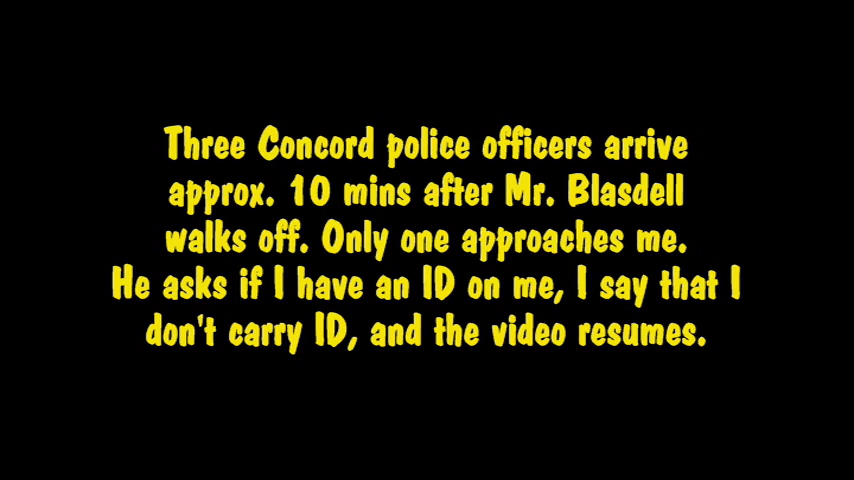 Three Concord police officers arrive
approx. 10 mins after Mr. Blasdell
walks off. Only one approaches me.
He asks if I have an ID on me, I say that I
don't carry ID, and the video resumes.